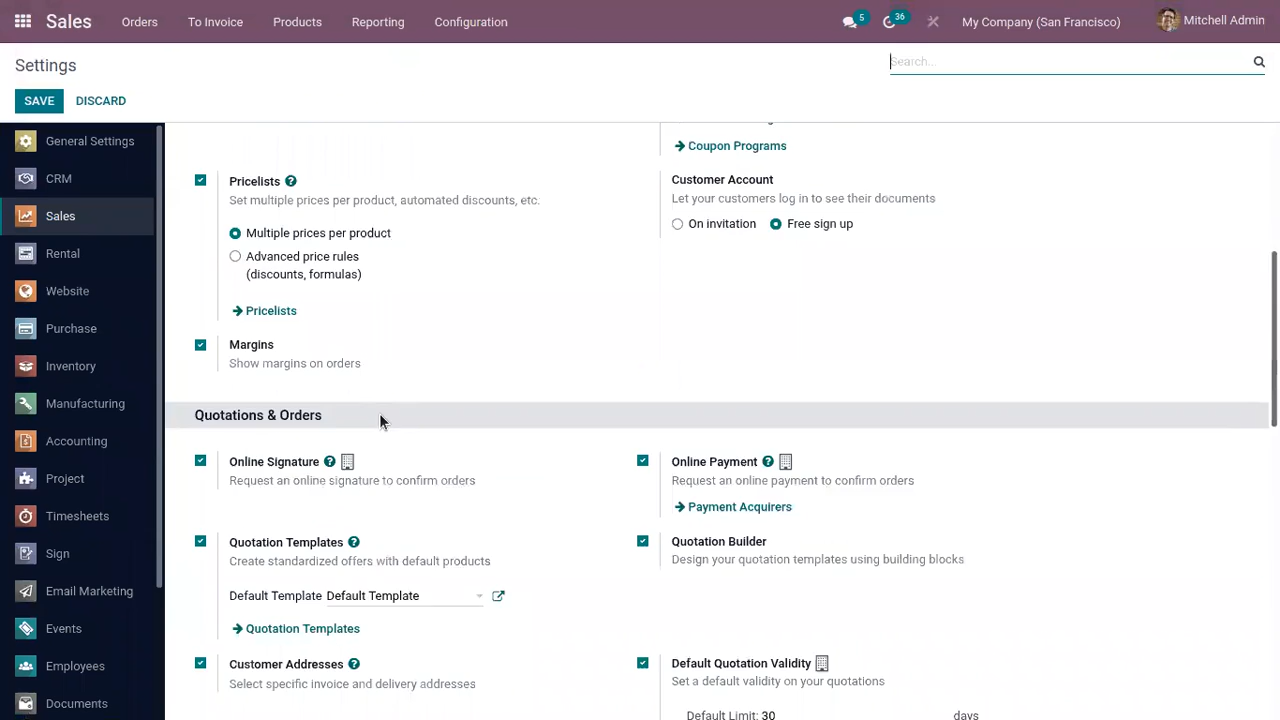 Sales Orders To Invoice Products Reporting Configuration 5 36 My Company (San Francisco) Mitchell Admin
Settings
Search...
SAVE DISCARD
General Settings
CRM
Sales
Rental
Website
Purchase
Inventory
Manufacturing
Accounting
Project
Timesheets
Sign
Email Marketing
Events
Employees
Documents
Coupon Programs
Pricelists
Set multiple prices per product, automated discounts, etc.
Multiple prices per product
Advanced price rules
(discounts, formulas)
Pricelists
Customer Account
Let your customers log in to see their documents
On invitation Free sign up
Margins
Show margins on orders
Quotations & Orders
Online Signature
Request an online signature to confirm orders
Online Payment
Request an online payment to confirm orders
Payment Acquirers
Quotation Templates
Create standardized offers with default products
Default Template Default Template
Quotation Templates
Quotation Builder
Design your quotation templates using building blocks
Customer Addresses
Select specific invoice and delivery addresses
Default Quotation Validity
Set a default validity on your quotations
Default Limit: 30 days